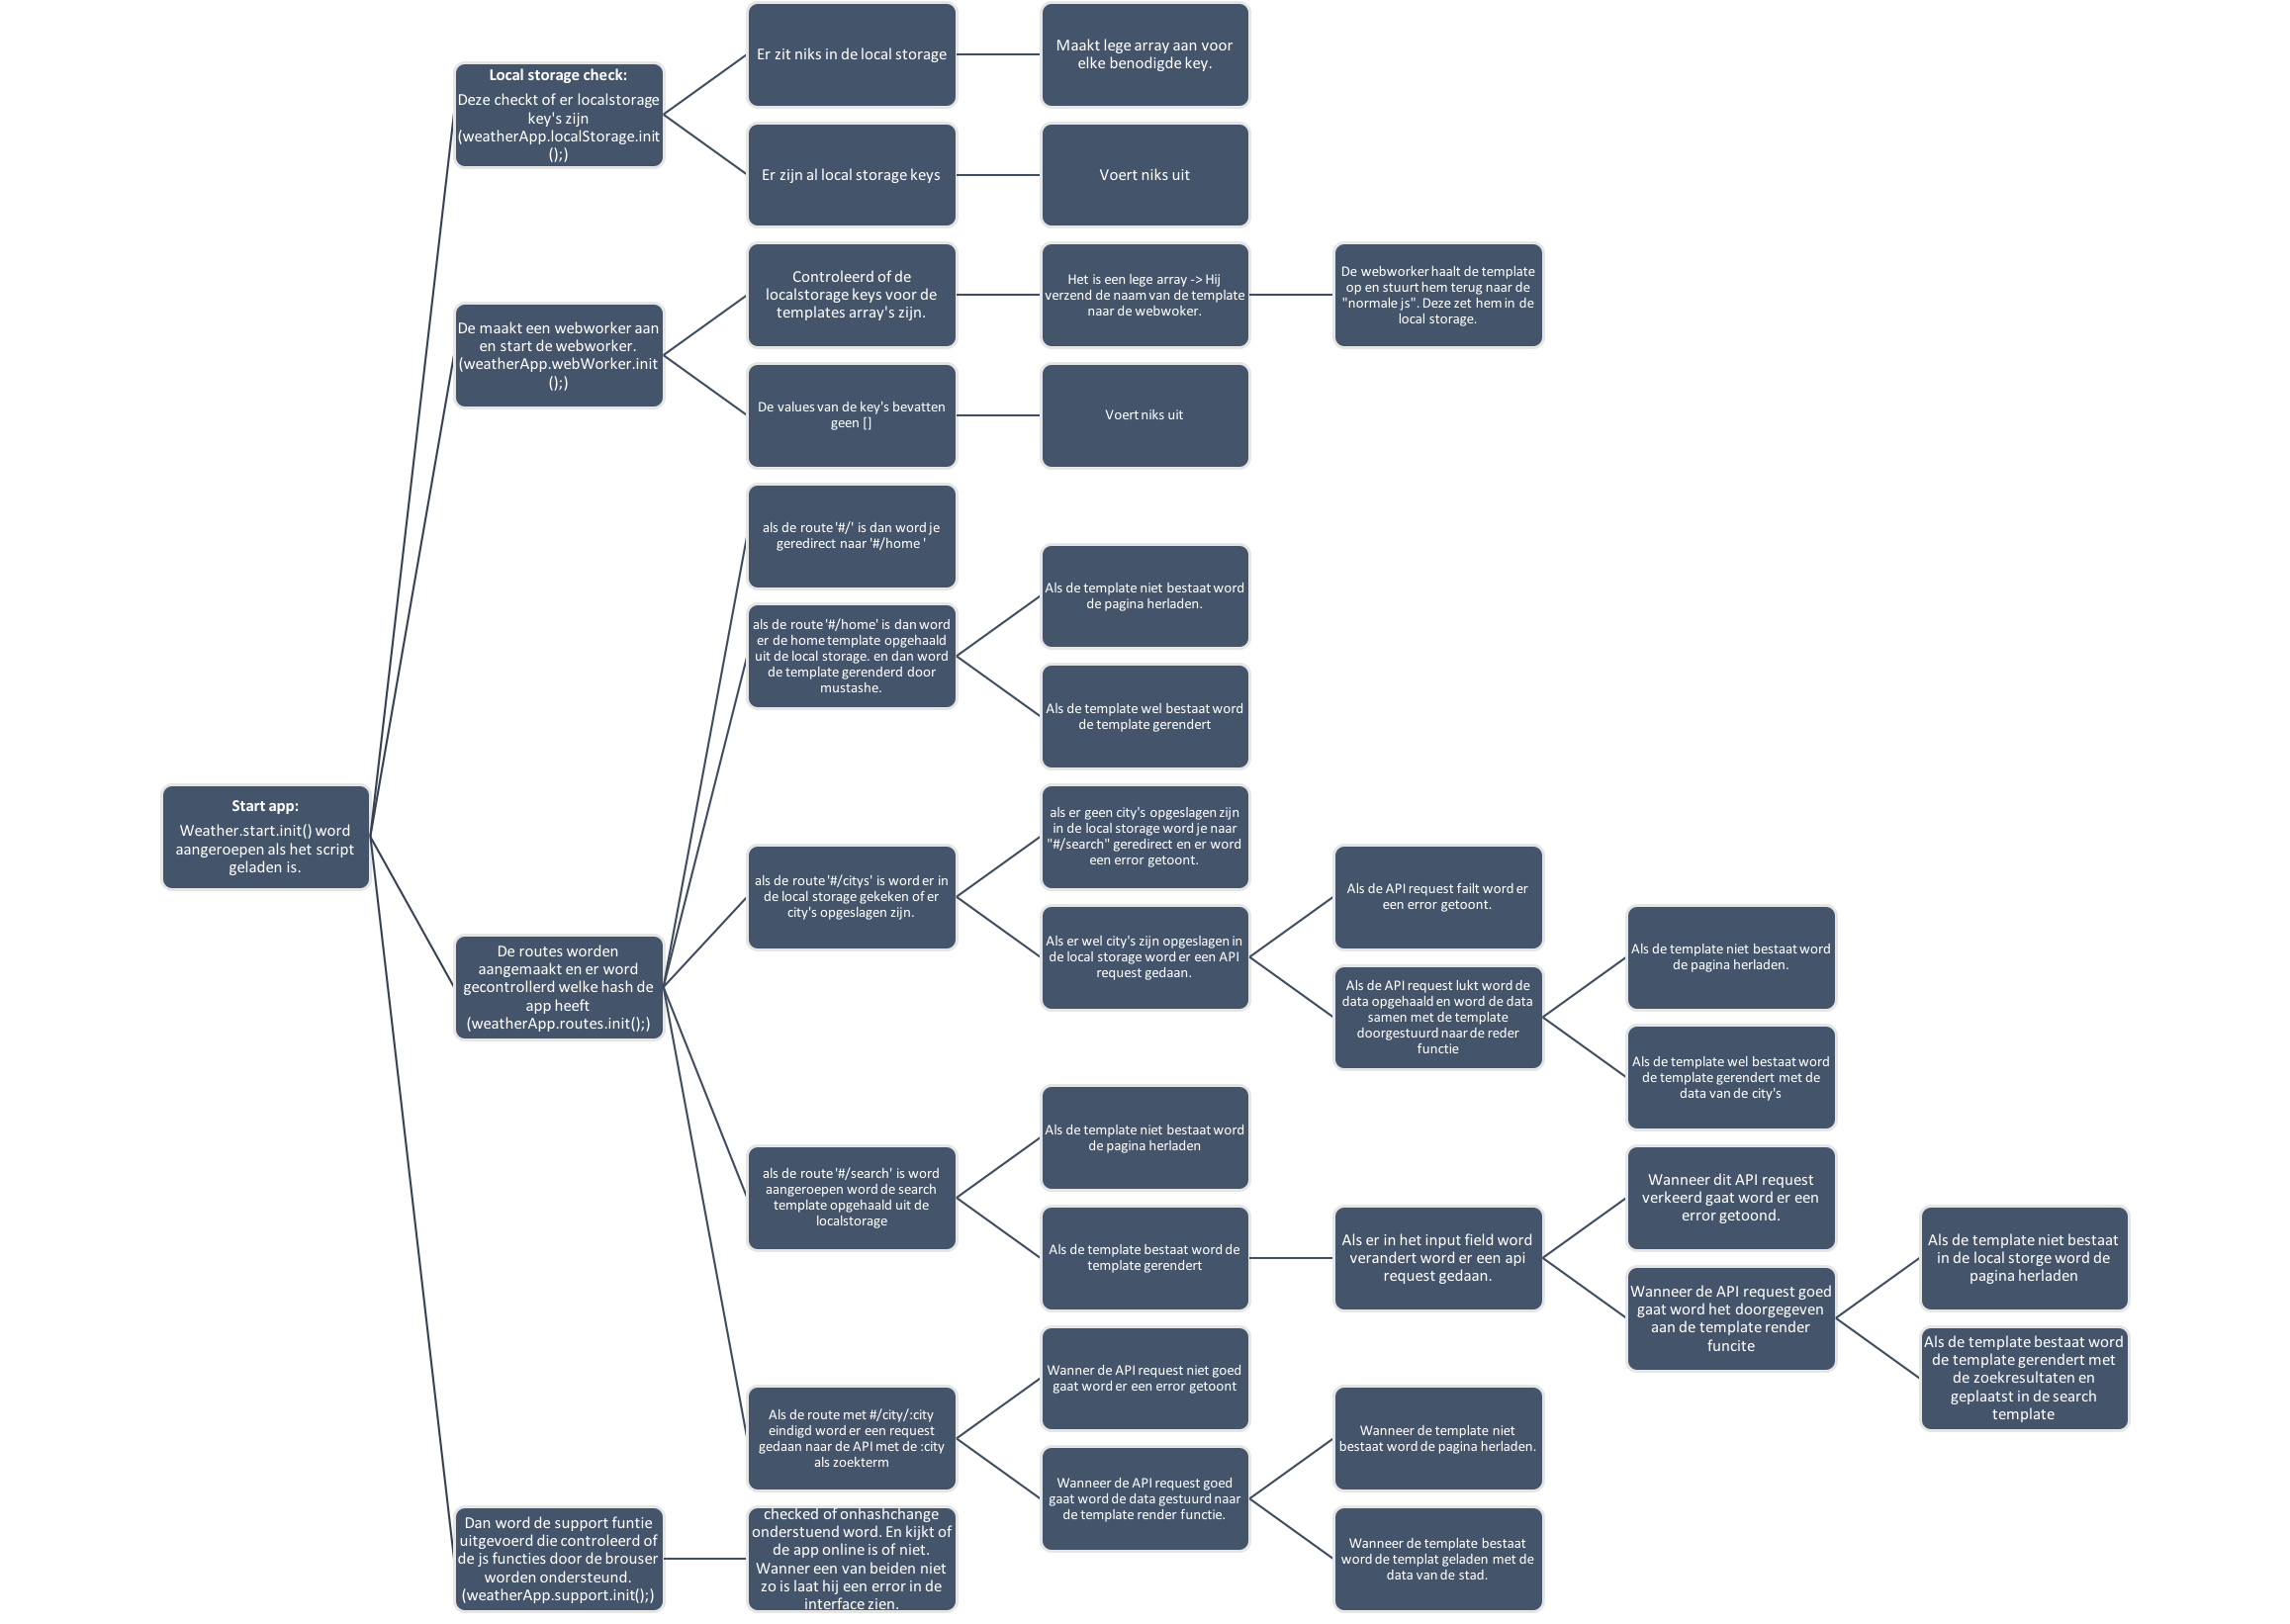 Start app:
Weather.start.init() word
aangeroepen als het script
geladen is.
Local storage check:
Deze checkt of er localstorage
key's zijn
(weatherApp.localStorage.init
();)
Er zit niks in de local storage
Maakt lege array aan voor
elke benodigde key.
Er zijn al local storage keys
Voert niks uit
De maakt een webworker aan
en start de webworker.
(weatherApp.webWorker.init
();)
Controleerd of de
localstorage keys voor de
templates array's zijn.
Het is een lege array -> Hij
verzend de naam van de template
naar de webwoker.
De webworker haalt de template
op en stuurt hem terug naar de
"normale js". Deze zet hem in de
local storage.
De values van de key's bevatten
geen []
Voert niks uit
De routes worden
aangemaakt en er word
gecontrollerd welke hash de
app heeft
(weatherApp.routes.init();)
als de route '#/' is dan word je
geredirect naar '#/home '
als de route '#/home' is dan word
er de home template opgehaald
uit de local storage. en dan word
de template gerenderd door
mustashe.
Als de template niet bestaat word
de pagina herladen.
Als de template wel bestaat word
de template gerendert
als de route '#/citys' is word er in
de local storage gekeken of er
city's opgeslagen zijn.
als er geen city's opgeslagen zijn
in de local storage word je naar
"#/search" geredirect en er word
een error getoont.
Als er wel city's zijn opgeslagen in
de local storage word er een API
request gedaan.
Als de API request failt word er
een error getoont.
Als de API request lukt word de
data opgehaald en word de data
samen met de template
doorgestuurd naar de reder
functie
Als de template niet bestaat word
de pagina herladen.
Als de template wel bestaat word
de template gerendert met de
data van de city's
als de route '#/search' is word
aangeroepen word de search
template opgehaald uit de
localstorage
Als de template niet bestaat word
de pagina herladen
Als de template bestaat word de
template gerendert
Als er in het input field word
verandert word er een api
request gedaan.
Wanneer dit API request
verkeerd gaat word er een
error getoond.
Wanneer de API request goed
gaat word het doorgegeven
aan de template render
funcite
Als de template niet bestaat
in de local storge word de
pagina herladen
Als de template bestaat word
de template gerendert met
de zoekresultaten en
geplaatst in de search
template
Als de route met #/city/:city
eindigd word er een request
gedaan naar de API met de :city
als zoekterm
Wanner de API request niet goed
gaat word er een error getoont
Wanneer de API request goed
gaat word de data gestuurd naar
de template render functie.
Wanneer de template niet
bestaat word de pagina herladen.
Wanneer de template bestaat
word de templat geladen met de
data van de stad.
Dan word de support funtie
uitgevoerd die controleerd of
de js functies door de brouser
worden ondersteund.
(weatherApp.support.init();)
checked of onhashchange
onderstuend word. En kijkt of
de app online is of niet.
Wanner een van beiden niet
zo is laat hij een error in de
interface zien.